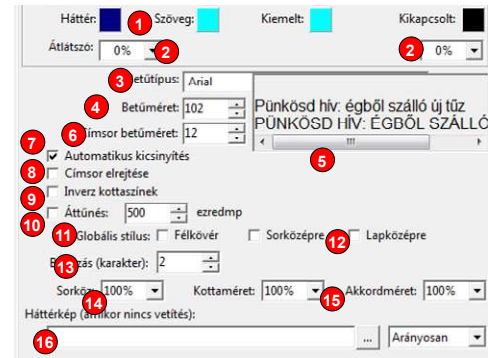 Háttér: 1 Szöveg: Kiemelt: Kikapcsolt:
Átlátszó: 0% 2 2 0%
3 etűtípus: Arial
4 Betűméret: 102
Pünkösd hív: égből szálló új tűz
6 Címsor betűméret: 12
PÜNKÖSD HÍV: ÉGBŐL SZÁLLÓ
5
7 Automatikus kicsinyítés
8 Címsor elrejtése
9 Inverz kottaszínek
10 Áttűnés: 500 ezredmp
11 Globális stílus: Félkövér Sorközépre 12 Lapközépre
13 (karakter): 2
Sorköz: 100% Kottaméret: 100% Akkordméret: 100%
14 15
Háttérkép (amikor nincs vetítés):
16 ... Arányosan